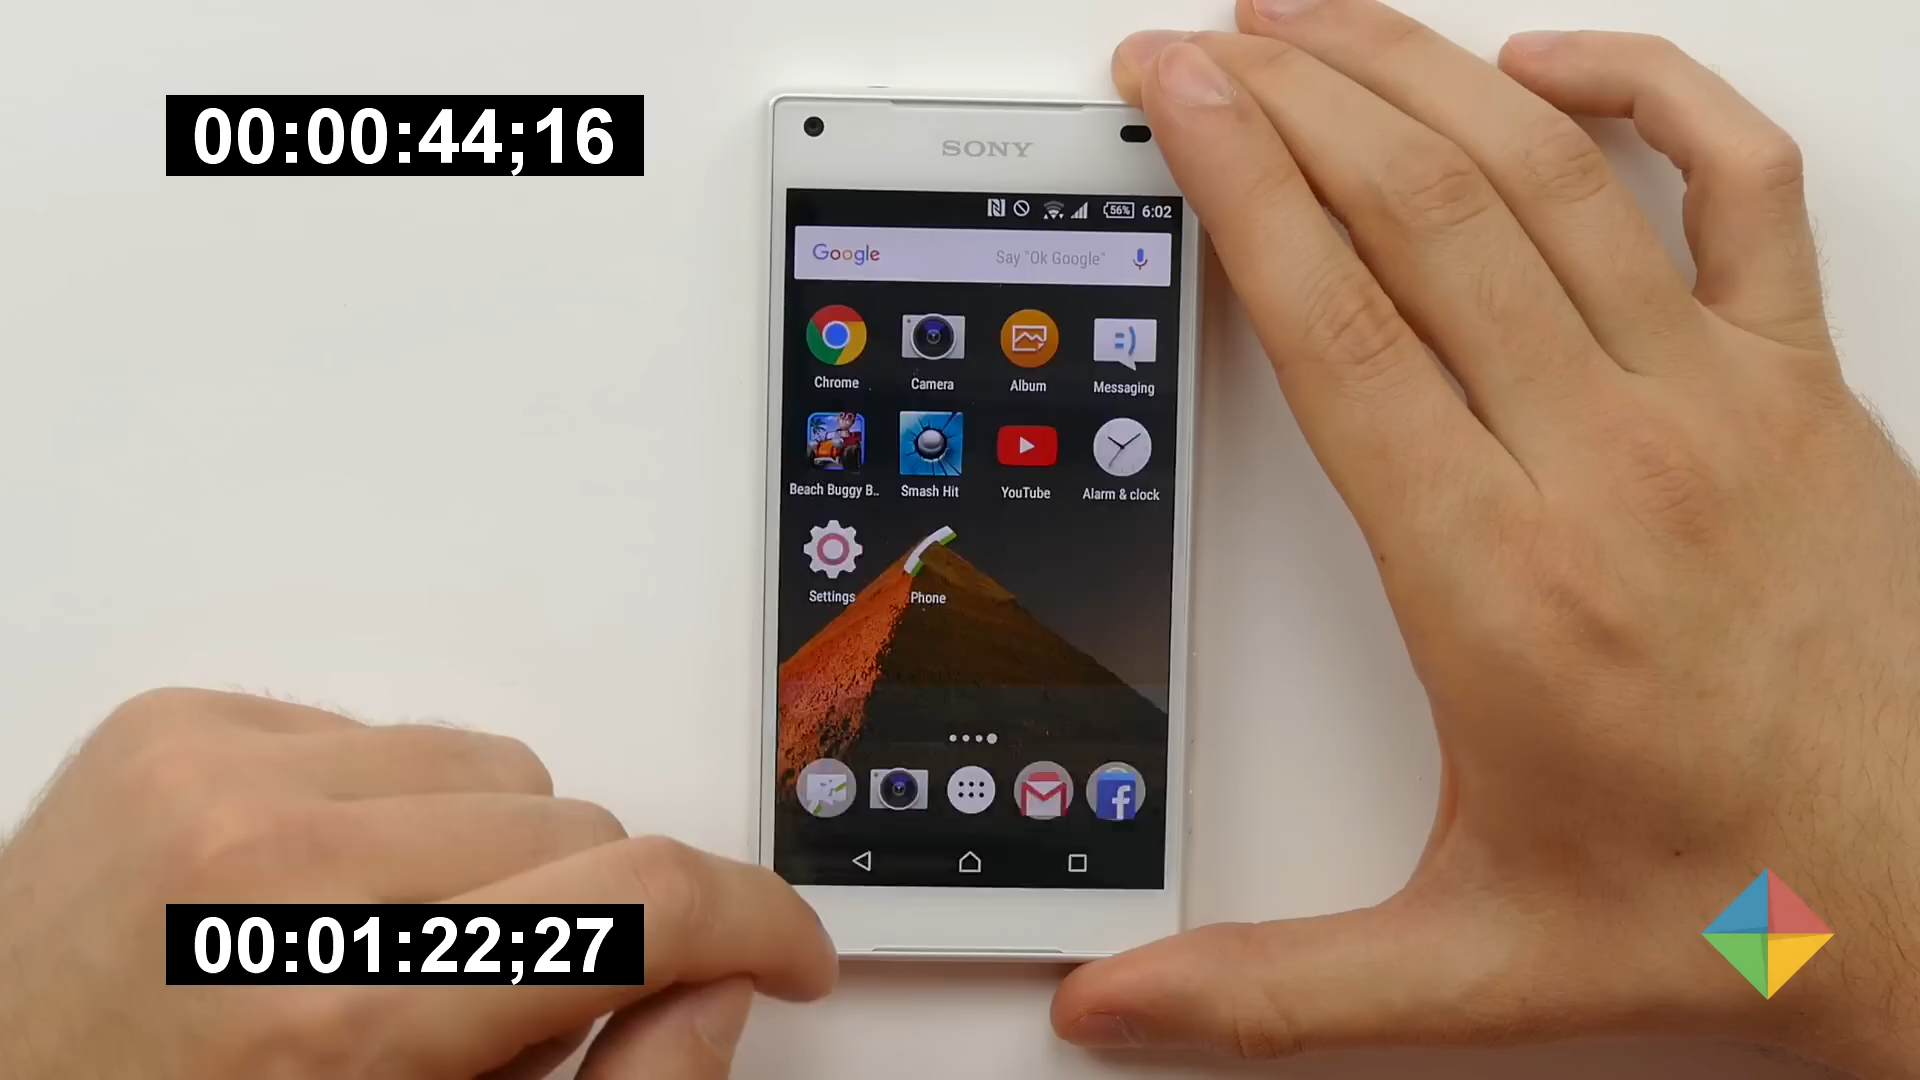 00:00:44;16
SONY
56% 6:02
Google Say "Ok Google"
Chrome Camera Album Messaging
Beach Buggy B.. Smash Hit YouTube Alarm & clock
Settings Phone
00:01:22;27